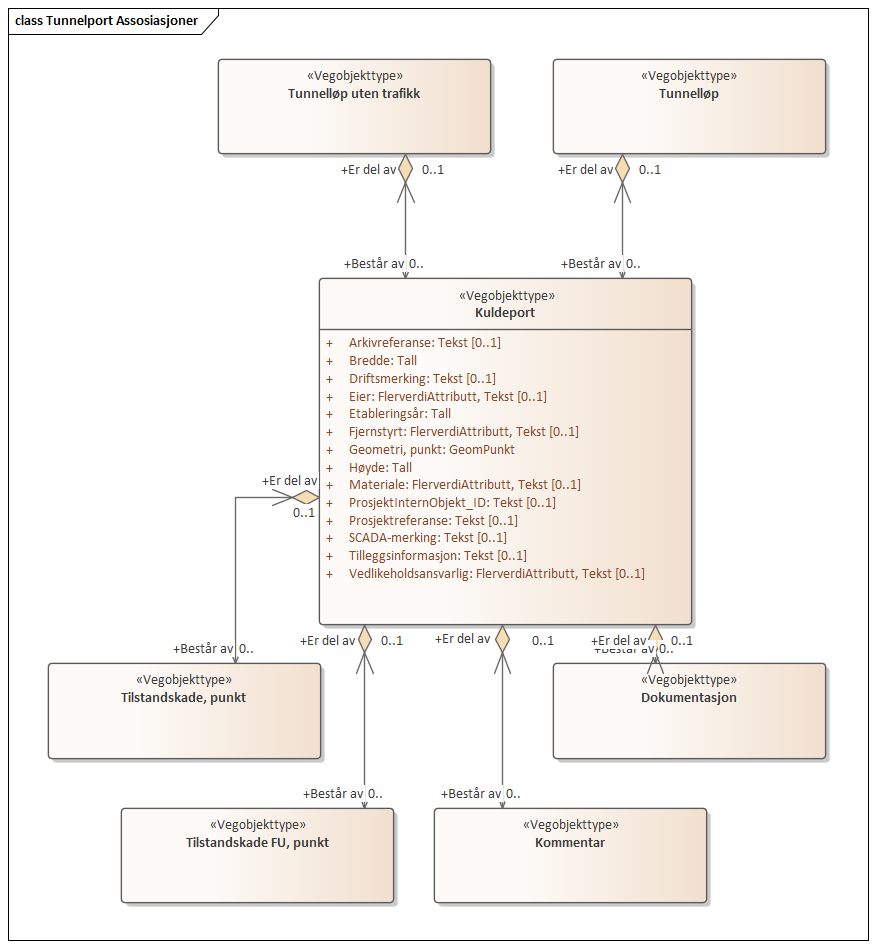 class Tunnelport Assosiasjoner
«Vegobjekttype»
Tunnelløp uten trafikk
«Vegobjekttype»
Tunnelløp
+Er del av 0..1
+Er del av 0..1
+Består av 0..
+Består av 0..
«Vegobjekttype»
Kuldeport
+ Arkivreferanse: Tekst [0..1]
+ Bredde: Tall
+ Driftsmerking: Tekst [0..1]
+ Eier: FlerverdiAttributt, Tekst [0..1]
+ Etableringsår: Tall
+ Fjernstyrt: FlerverdiAttributt, Tekst [0..1]
+ Geometri, punkt: GeomPunkt
+ Høyde: Tall
+ Materiale: FlerverdiAttributt, Tekst [0..1]
+ ProsjektInternObjekt_ID: Tekst [0..1]
+ Prosjektreferanse: Tekst [0..1]
+ SCADA-merking: Tekst [0..1]
+ Tilleggsinformasjon: Tekst [0..1]
+ Vedlikeholdsansvarlig: FlerverdiAttributt, Tekst [0..1]
+Er del av
0..1
+Består av 0..
+Er del av 0..1
+Er del av 0..1
+Er del av 0..1
+Består av 0..
«Vegobjekttype»
Tilstandskade, punkt
«Vegobjekttype»
Dokumentasjon
+Består av 0..
+Består av 0..
«Vegobjekttype»
Tilstandskade FU, punkt
«Vegobjekttype»
Kommentar